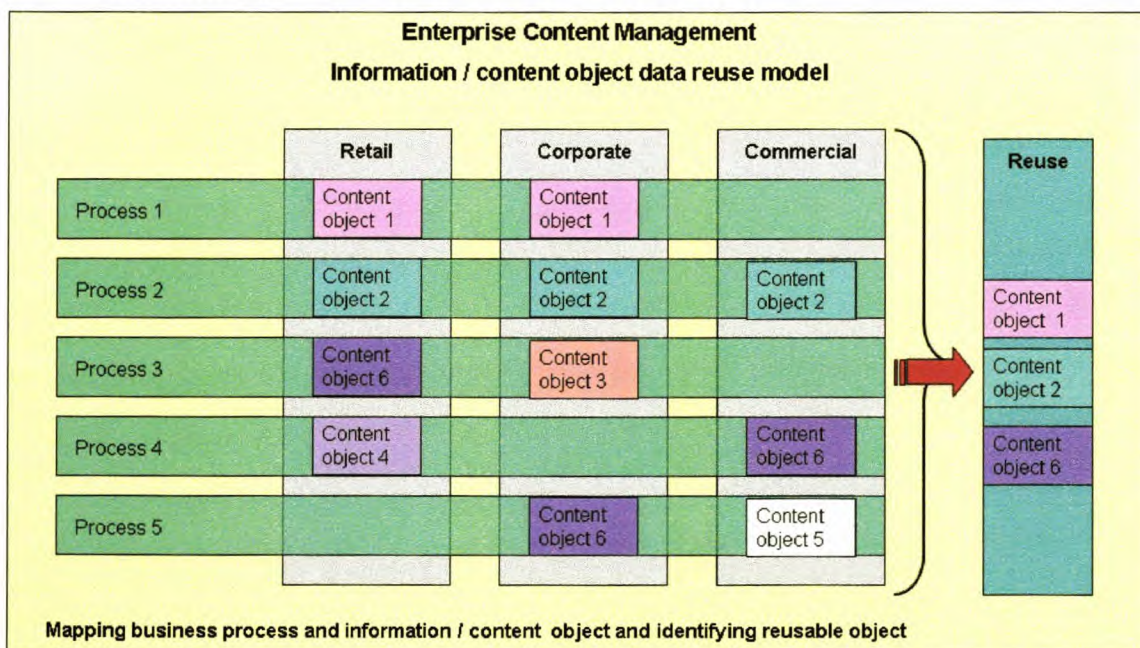 Enterprise Content Management
Information / content object data reuse model
Retail
Corporate
Commercial
Reuse
Process 1
Content
object 1
Content
object 1
Process 2
Content
object 2
Content
object 2
Content
object 2
Process 3
Content
object 6
Content
object 3
Process 4
Content
object 4
Content
object 6
Process 5
Content
object 6
Content
object 5
Content
object 1
Content
object 2
Content
object 6
Mapping business process and information / content object and identifying reusable object